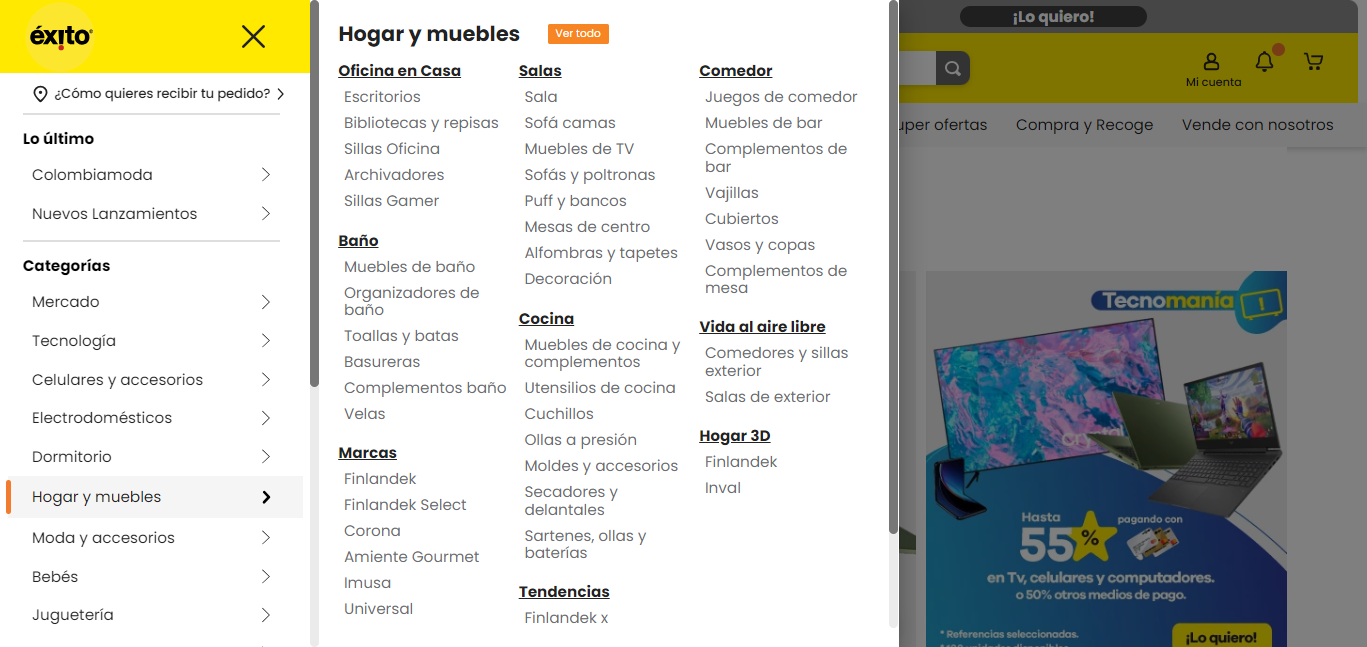 éxito
¿Cómo quieres recibir tu pedido?
Lo último
Colombiamoda
Nuevos Lanzamientos
Categorías
Mercado
Tecnología
Celulares y accesorios
Electrodomésticos
Dormitorio
Hogar y muebles
Moda y accesorios
Bebés
Juguetería
Hogar y muebles
Ver todo
Oficina en Casa
Escritorios
Bibliotecas y repisas
Sillas Oficina
Archivadores
Sillas Gamer
Baño
Muebles de baño
Organizadores de
baño
Toallas y batas
Basureras
Complementos baño
Velas
Marcas
Finlandek
Finlandek Select
Corona
Amiente Gourmet
Imusa
Universal
Salas
Sala
Sofá camas
Muebles de TV
Sofás y poltronas
Puff y bancos
Mesas de centro
Alfombras y tapetes
Decoración
Cocina
Muebles de cocina y
complementos
Utensilios de cocina
Cuchillos
Ollas a presión
Moldes y accesorios
Secadores y
delantales
Sartenes, ollas y
baterías
Tendencias
Finlandek x
Comedor
Juegos de comedor
Muebles de bar
Complementos de
bar
Vajillas
Cubiertos
Vasos y copas
Complementos de
mesa
Vida al aire libre
Comedores y sillas
exterior
Salas de exterior
Hogar 3D
Finlandek
Inval
¡Lo quiero!
Mi cuenta
uper ofertas
Compra y Recoge
Vende con nosotros
Tecnomanía
Hasta
55%
pagando con
en Tv, celulares y computadores.
o 50% otros medios de pago.
* Referencias seleccionadas.
¡Lo quiero!